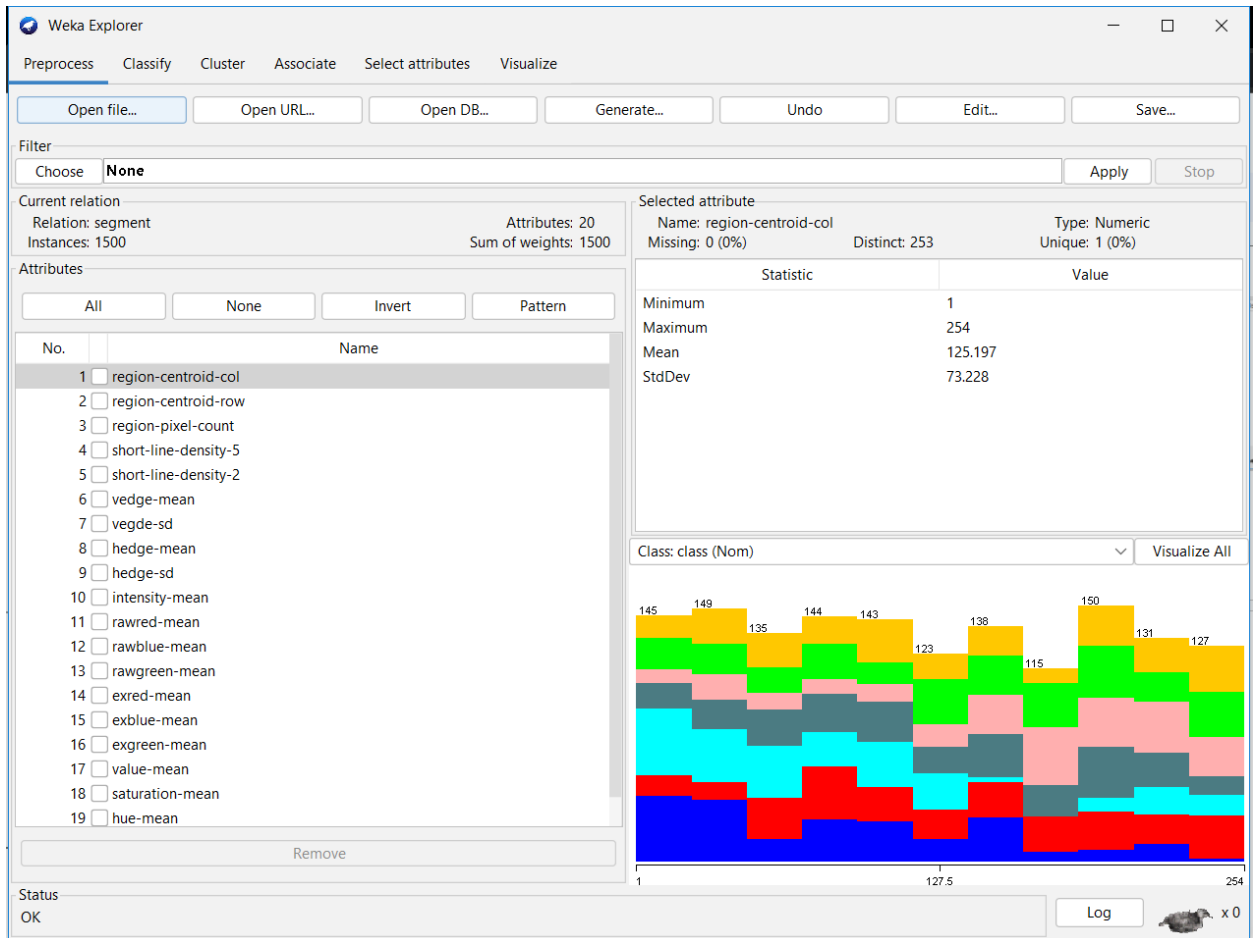 Weka Explorer
Preprocess Classify Cluster Associate Select attributes Visualize
Open file... Open URL... Open DB... Generate... Undo Edit... Save...
Filter
Choose None Apply Stop
Current relation
Relation: segment Attributes: 20
Instances: 1500 Sum of weights: 1500
Attributes
All None Invert Pattern
No. Name
1 region-centroid-col
2 region-centroid-row
3 region-pixel-count
4 short-line-density-5
5 short-line-density-2
6 vedge-mean
7 vegde-sd
8 hedge-mean
9 hedge-sd
10 intensity-mean
11 rawred-mean
12 rawblue-mean
13 rawgreen-mean
14 exred-mean
15 exblue-mean
16 exgreen-mean
17 value-mean
18 saturation-mean
19 hue-mean
Remove
Selected attribute
Name: region-centroid-col Type: Numeric
Missing: 0 (0%) Distinct: 253 Unique: 1 (0%)
Statistic Value
Minimum 1
Maximum 254
Mean 125.197
StdDev 73.228
Class: class (Nom) Visualize All
145 149 135 144 143 123 138 115 150 131 127
1 127.5 254
Status
OK Log x 0